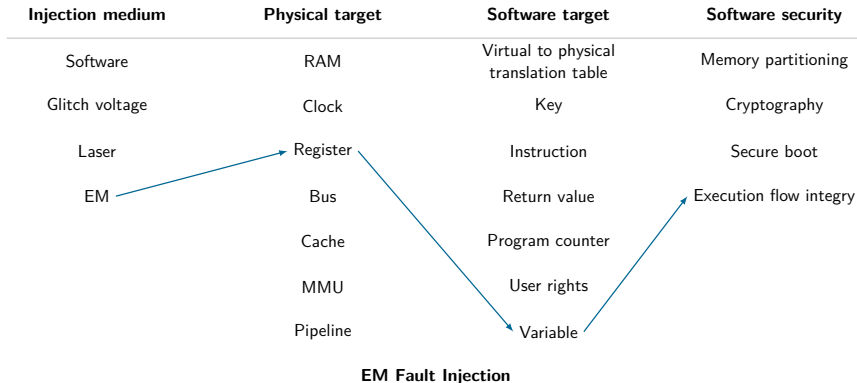 Injection medium Physical target Software target Software security
Software RAM Virtual to physical Memory partitioning
translation table
Glitch voltage Clock Key Cryptography
Laser Register Instruction Secure boot
EM Bus Return value Execution flow integry
Cache Program counter
MMU User rights
Pipeline Variable
EM Fault Injection